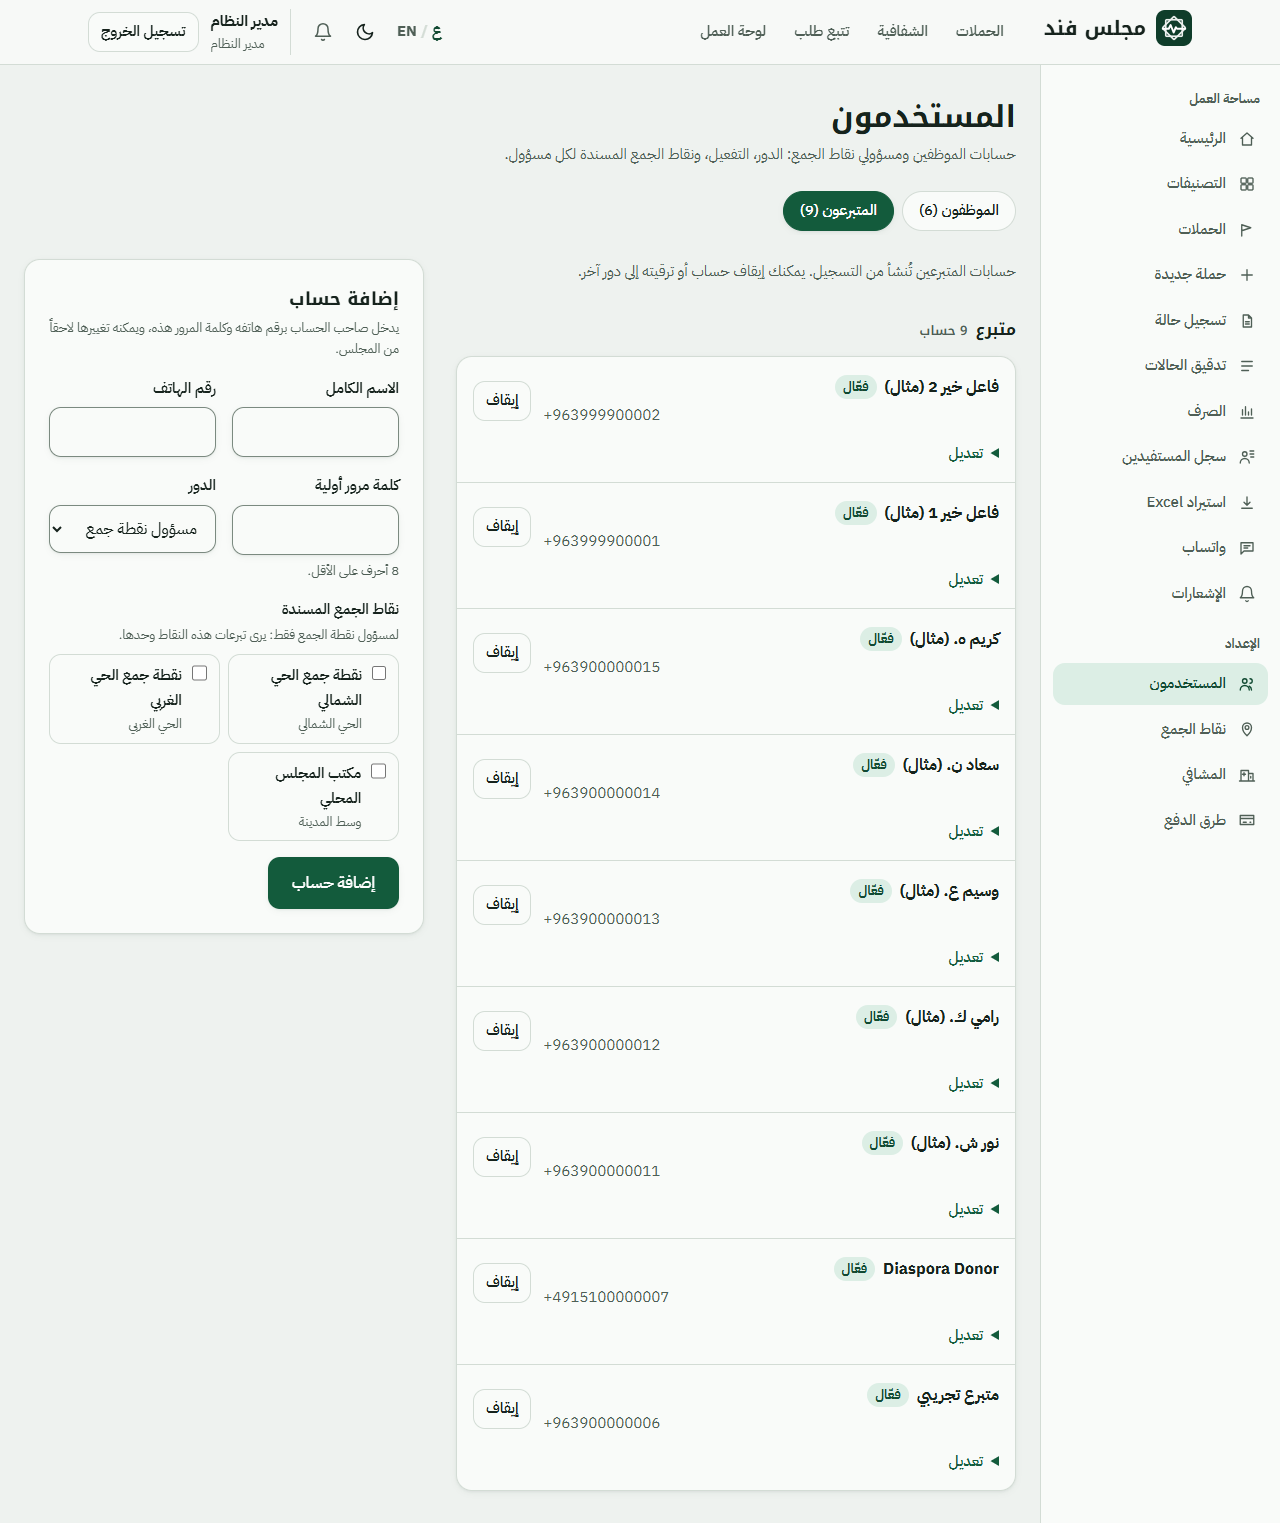 مجلس فند
الحملات
الشفافية
تتبع طلب
لوحة العمل
ع / EN
مدير النظام
مدير النظام
تسجيل الخروج
مساحة العمل
الرئيسية
التصنيفات
الحملات
حملة جديدة
تسجيل حالة
تدقيق الحالات
الصرف
سجل المستفيدين
استيراد Excel
واتساب
الإشعارات
الإعداد
المستخدمون
نقاط الجمع
المشافي
طرق الدفع
المستخدمون
حسابات الموظفين ومسؤولي نقاط الجمع: الدور، التفعيل، ونقاط الجمع المسندة لكل مسؤول.
الموظفون (6)
المتبرعون (9)
حسابات المتبرعين تُنشأ من التسجيل. يمكنك إيقاف حساب أو ترقيته إلى دور آخر.
متبرع 9 حساب
فاعل خير 2 (مثال) فعّال
+963999900002
إيقاف
تعديل
فاعل خير 1 (مثال) فعّال
+963999900001
إيقاف
تعديل
كريم ه. (مثال) فعّال
+963900000015
إيقاف
تعديل
سعاد ن. (مثال) فعّال
+963900000014
إيقاف
تعديل
وسيم ع. (مثال) فعّال
+963900000013
إيقاف
تعديل
رامي ك. (مثال) فعّال
+963900000012
إيقاف
تعديل
نور ش. (مثال) فعّال
+963900000011
إيقاف
تعديل
Diaspora Donor فعّال
+4915100000007
إيقاف
تعديل
متبرع تجريبي فعّال
+963900000006
إيقاف
تعديل
إضافة حساب
يدخل صاحب الحساب برقم هاتفه وكلمة المرور هذه، ويمكنه تغييرها لاحقاً
من المجلس.
الاسم الكامل
رقم الهاتف
كلمة مرور أولية
الدور
مسؤول نقطة جمع
8 أحرف على الأقل.
نقاط الجمع المسندة
لمسؤول نقطة الجمع فقط: يرى تبرعات هذه النقاط وحدها.
نقطة جمع الحي
الشمالي
الحي الشمالي
نقطة جمع الحي
الغربي
الحي الغربي
مكتب المجلس
المحلي
وسط المدينة
إضافة حساب